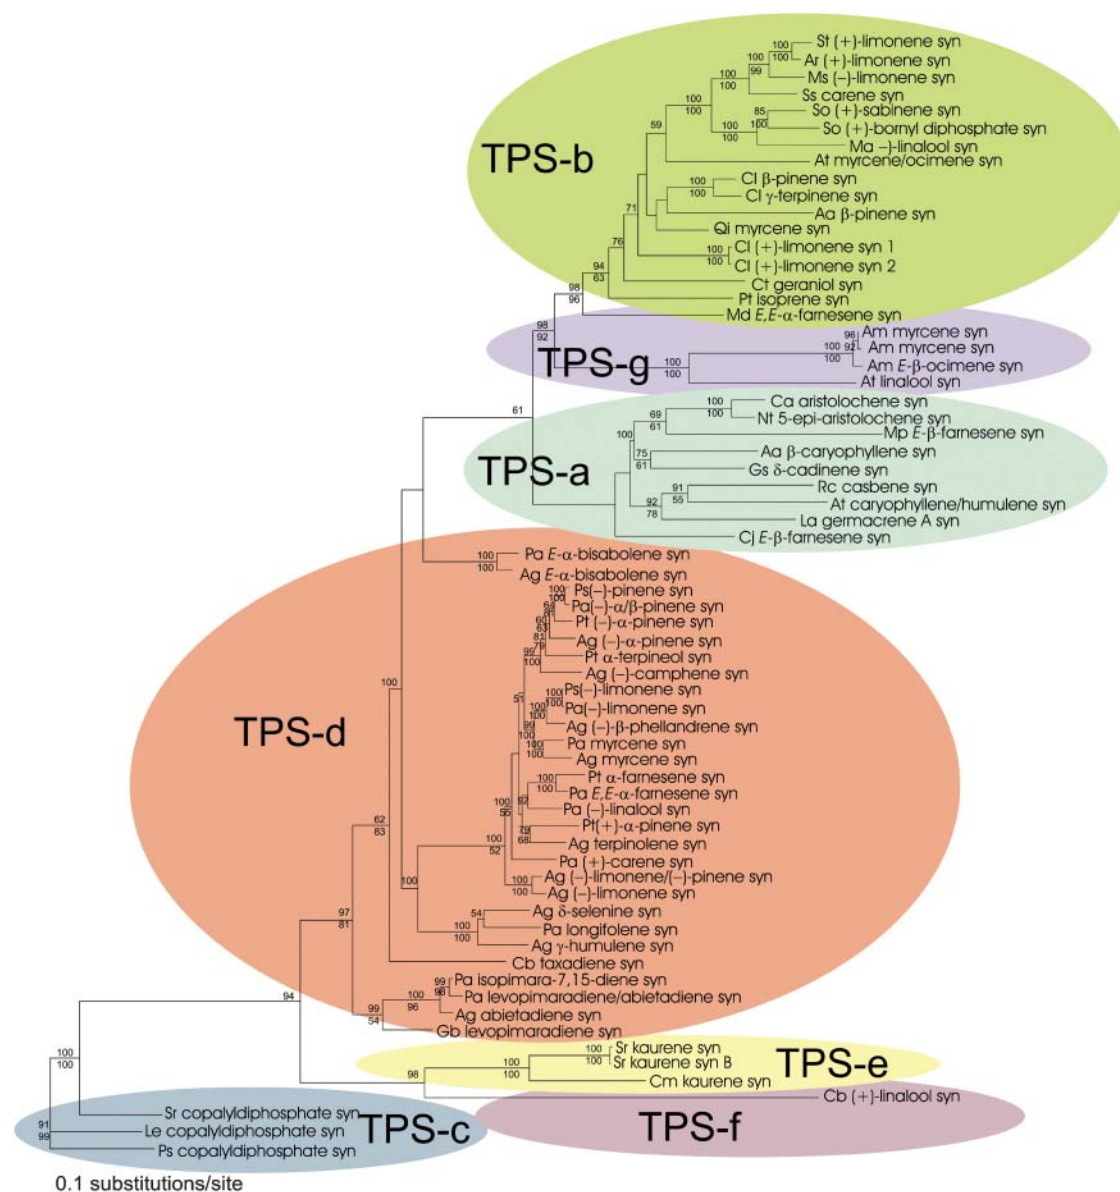 St (+)-limonene syn
Ar (+)-limonene syn
Ms (−)-limonene syn
Ss carene syn
So (+)-sabinene syn
So (+)-bornyl diphosphate syn
Ma −)-linalool syn
At myrcene/ocimene syn
TPS-b
Cl β-pinene syn
Cl γ-terpinene syn
Aa β-pinene syn
Qi myrcene syn
Cl (+)-limonene syn 1
Cl (+)-limonene syn 2
Ct geraniol syn
Pt isoprene syn
Md E,E-α-farnesene syn
Am myrcene syn
Am myrcene syn
TPS-g
Am E-β-ocimene syn
At linalool syn
Ca aristolochene syn
Nt 5-epi-aristolochene syn
Mp E-β-farnesene syn
Aa β-caryophyllene syn
TPS-a
Gs δ-cadinene syn
Rc casbene syn
At caryophyllene/humulene syn
La germacrene A syn
Cj E-β-farnesene syn
Pa E-α-bisabolene syn
Ag E-α-bisabolene syn
Ps(−)-pinene syn
Pa(−)-α/β-pinene syn
Pt (−)-α-pinene syn
Ag (−)-α-pinene syn
Pt α-terpineol syn
Ag (−)-camphene syn
Ps(−)-limonene syn
Pa(−)-limonene syn
Ag (−)-β-phellandrene syn
TPS-d
Pa myrcene syn
Ag myrcene syn
Pt α-farnesene syn
Pa E,E-α-farnesene syn
Pa (−)-linalool syn
Pt(+)-α-pinene syn
Ag terpinolene syn
Pa (+)-carene syn
Ag (−)-limonene/(−)-pinene syn
Ag (−)-limonene syn
Ag δ-selenine syn
Pa longifolene syn
Ag γ-humulene syn
Cb taxadiene syn
Pa isopimara-7,15-diene syn
Pa levopimaradiene/abietadiene syn
Ag abietadiene syn
Gb levopimaradiene syn
Sr kaurene syn
Sr kaurene syn B
TPS-e
Cm kaurene syn
Cb (+)-linalool syn
Sr copalyldiphosphate syn
Le copalyldiphosphate syn
TPS-c
TPS-f
Ps copalyldiphosphate syn
0.1 substitutions/site